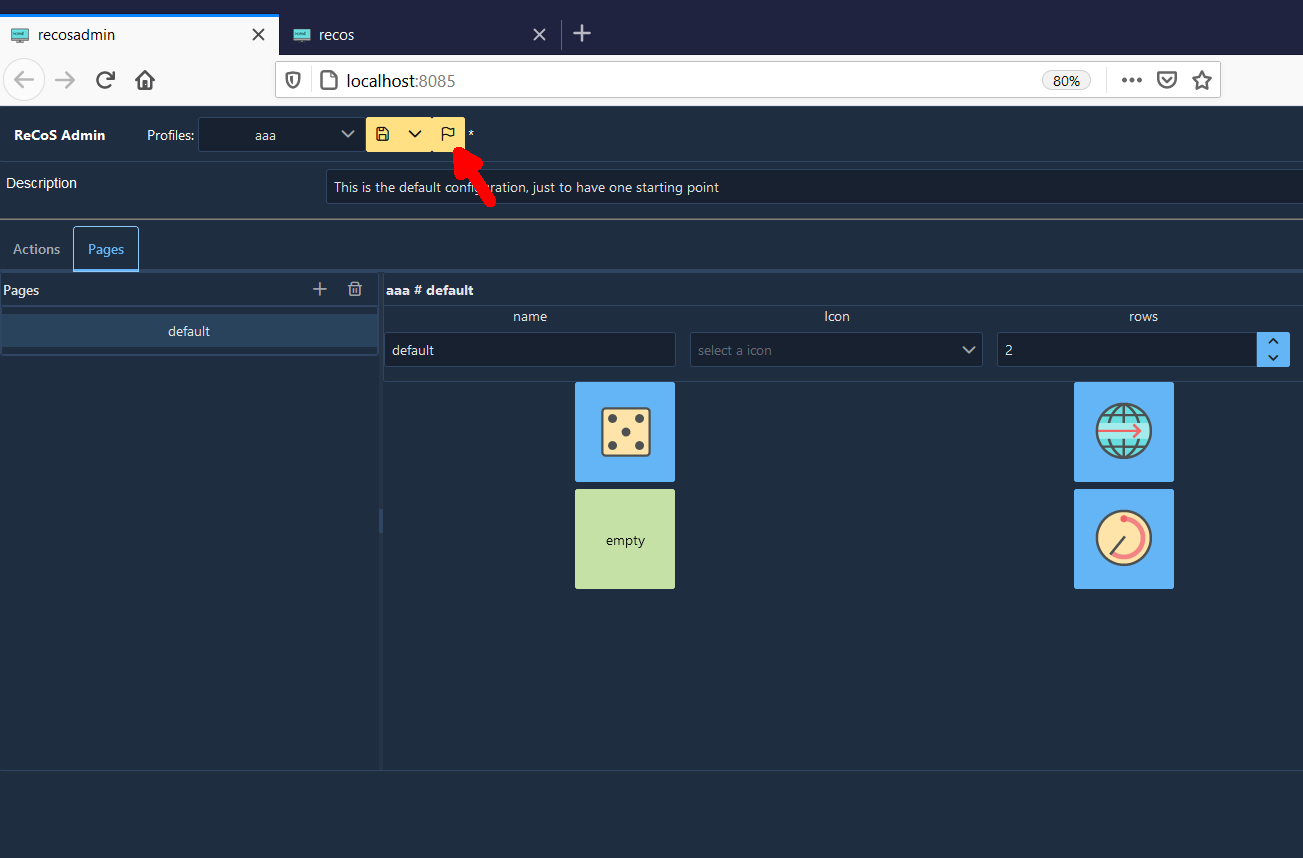 recosadmin
recos
localhost:8085
80%
ReCoS Admin
Profiles:
aaa
*
Description
This is the default configuration, just to have one starting point
Actions
Pages
Pages
default
aaa # default
name
Icon
rows
default
select a icon
2
empty